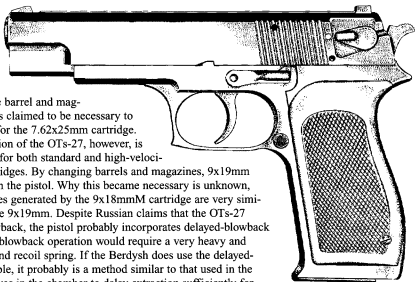 e barrel and mag-
s claimed to be necessary to
for the 7.62x25mm cartridge.
ion of the OTs-27, however, is
for both standard and high-veloci-
ridges. By changing barrels and magazines, 9x19mm
n the pistol. Why this became necessary is unknown,
es generated by the 9x18mmM cartridge are very simi-
e 9x19mm. Despite Russian claims that the OTs-27
vback, the pistol probably incorporates delayed-blowback
blowback operation would require a very heavy and
nd recoil spring. If the Berdysh does use the delayed-
ple, it probably is a method similar to that used in the
ves in the chamber to delay extraction sufficiently for